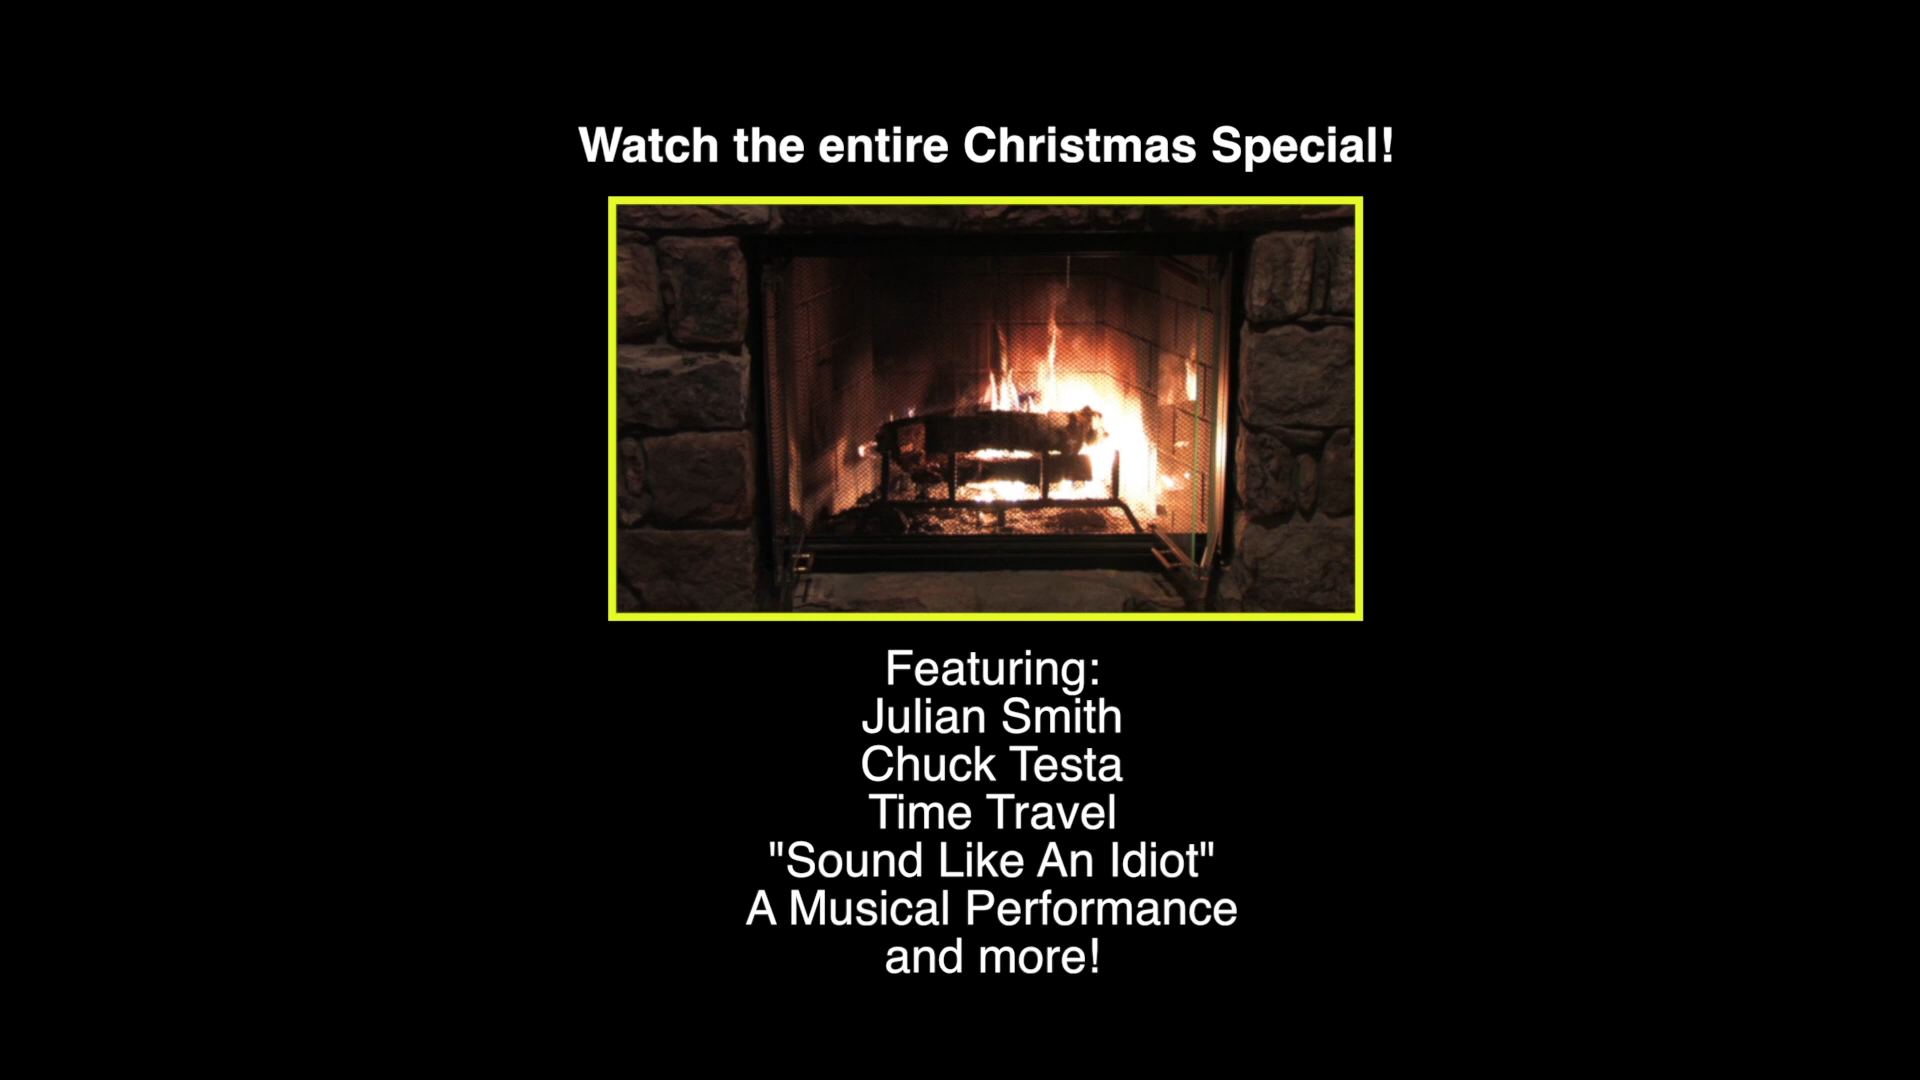 Watch the entire Christmas Special!
Featuring:
Julian Smith
Chuck Testa
Time Travel
"Sound Like An Idiot"
A Musical Performance
and more!